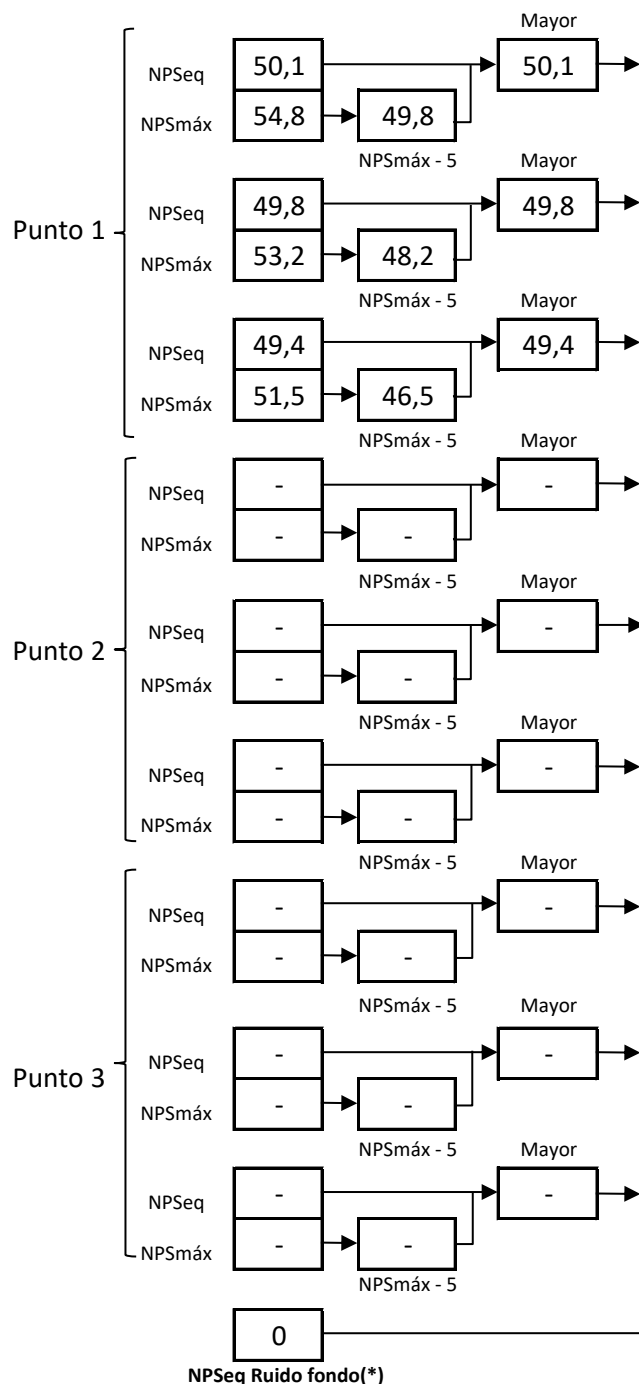 Mayor
NPSeq 50,1 50,1
NPSmáx 54,8 49,8
NPSmáx - 5
Mayor
Punto 1
NPSeq 49,8 49,8
NPSmáx 53,2 48,2
NPSmáx - 5
Mayor
NPSeq 49,4 49,4
NPSmáx 51,5 46,5
NPSmáx - 5
Mayor
NPSeq - -
NPSmáx - -
NPSmáx - 5
Mayor
Punto 2
NPSeq - -
NPSmáx - -
NPSmáx - 5
Mayor
NPSeq - -
NPSmáx - -
NPSmáx - 5
Mayor
NPSeq - -
NPSmáx - -
NPSmáx - 5
Mayor
Punto 3
NPSeq - -
NPSmáx - -
NPSmáx - 5
Mayor
NPSeq - -
NPSmáx - -
NPSmáx - 5
0
NPSeq Ruido fondo(*)